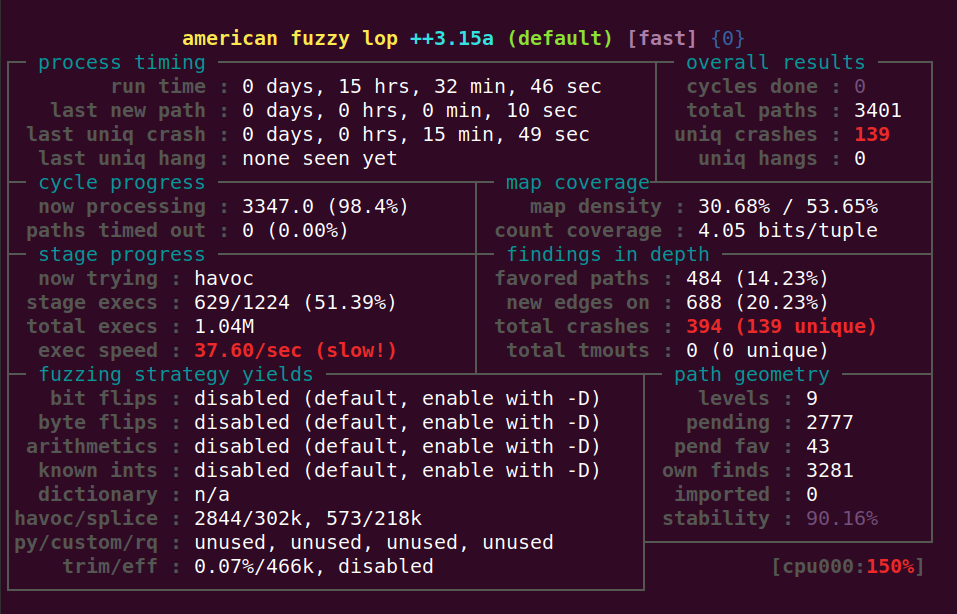 american fuzzy lop ++3.15a (default) [fast] {0}
process timing overall results
run time : 0 days, 15 hrs, 32 min, 46 sec cycles done : 0
last new path : 0 days, 0 hrs, 0 min, 10 sec total paths : 3401
last uniq crash : 0 days, 0 hrs, 15 min, 49 sec uniq crashes : 139
last uniq hang : none seen yet uniq hangs : 0
cycle progress map coverage
now processing : 3347.0 (98.4%) map density : 30.68% / 53.65%
paths timed out : 0 (0.00%) count coverage : 4.05 bits/tuple
stage progress findings in depth
now trying : havoc favored paths : 484 (14.23%)
stage execs : 629/1224 (51.39%) new edges on : 688 (20.23%)
total execs : 1.04M total crashes : 394 (139 unique)
exec speed : 37.60/sec (slow!) total tmouts : 0 (0 unique)
fuzzing strategy yields path geometry
bit flips : disabled (default, enable with -D) levels : 9
byte flips : disabled (default, enable with -D) pending : 2777
arithmetics : disabled (default, enable with -D) pend fav : 43
known ints : disabled (default, enable with -D) own finds : 3281
dictionary : n/a imported : 0
havoc/splice : 2844/302k, 573/218k stability : 90.16%
py/custom/rq : unused, unused, unused, unused
trim/eff : 0.07%/466k, disabled [cpu000:150%]